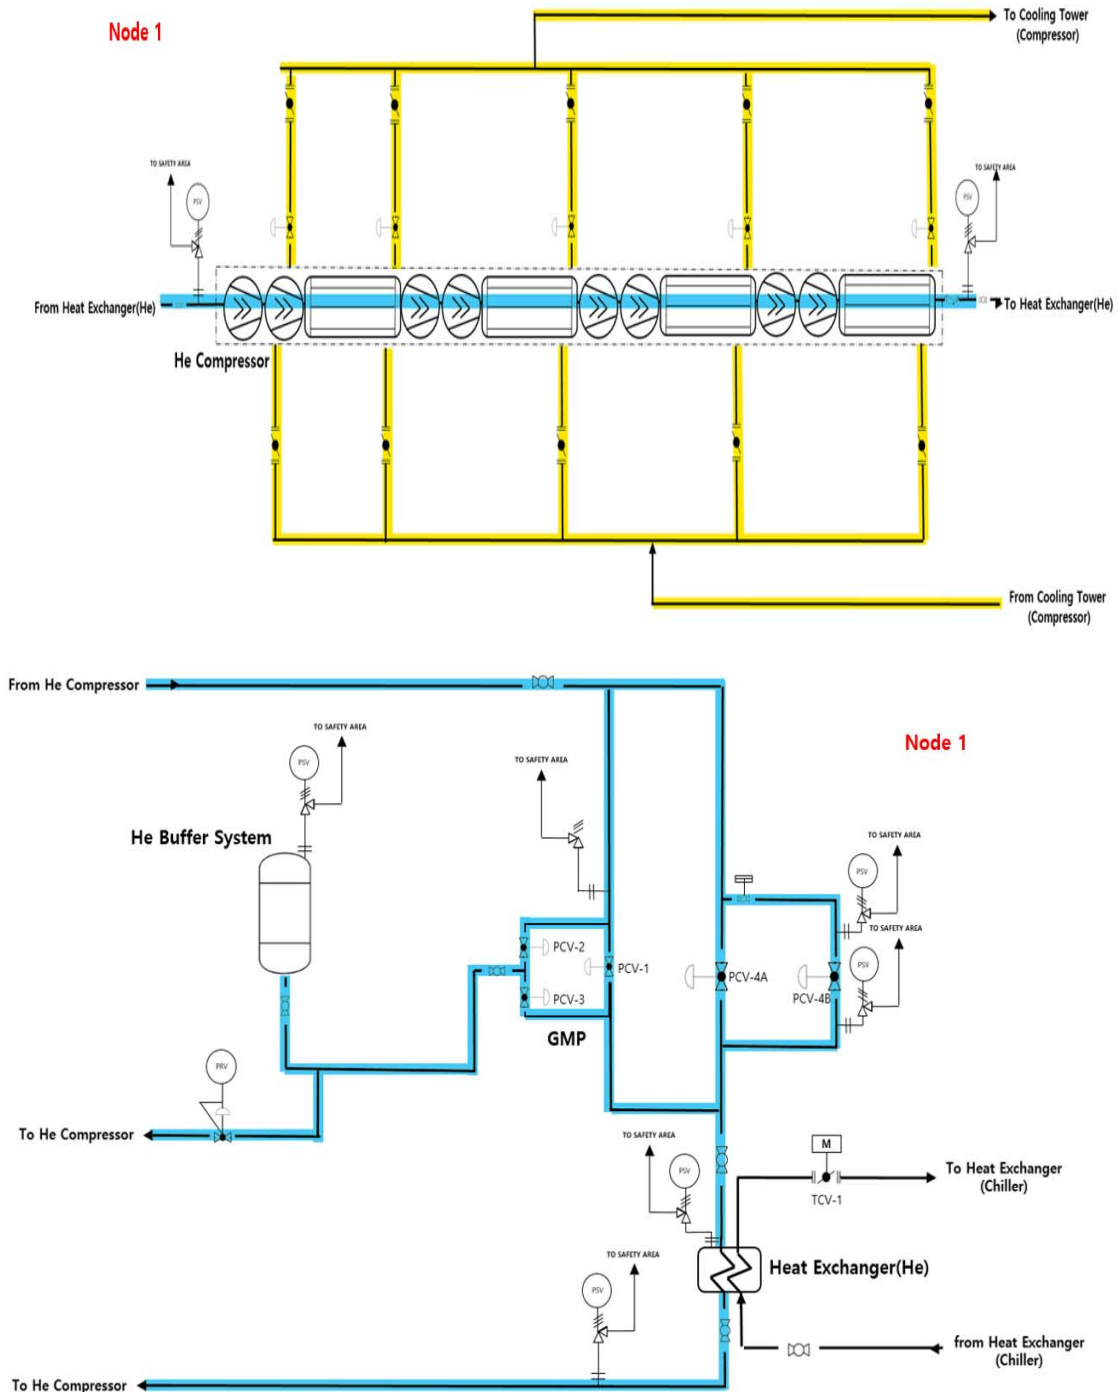 Node 1
To Cooling Tower
(Compressor)
TO SAFETY AREA
PSV
TO SAFETY AREA
PSV
From Heat Exchanger(He)
To Heat Exchanger(He)
He Compressor
From Cooling Tower
(Compressor)
From He Compressor
Node 1
TO SAFETY AREA
PSV
TO SAFETY AREA
He Buffer System
TO SAFETY AREA
PSV
TO SAFETY AREA
PSV
PCV-2
PCV-1
PCV-3
PCV-4A
PCV-4B
GMP
PRV
To He Compressor
TO SAFETY AREA
PSV
M
TCV-1
To Heat Exchanger
(Chiller)
Heat Exchanger(He)
TO SAFETY AREA
PSV
from Heat Exchanger
(Chiller)
To He Compressor